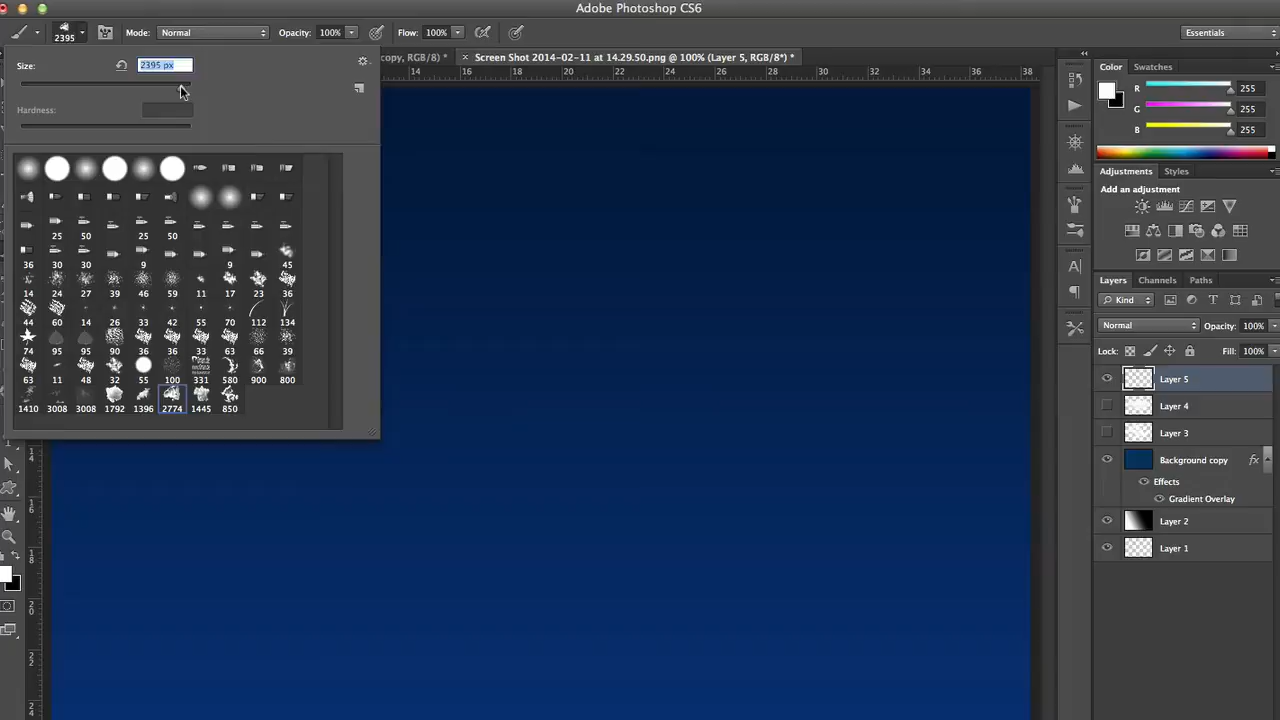 Adobe Photoshop CS6
2395
Mode: Normal
Opacity: 100%
Flow: 100%
Essentials
Size: 2395 px
Hardness:
copy, RGB/8) *
× Screen Shot 2014-02-11 at 14.29.50.png @ 100% (Layer 5, RGB/8*) *
14 16 18 20 22 24 26 28 30 32 34 36 38
25 50 25 50
36 30 30 9 9 45
14 24 27 39 46 59 11 17 23 36
44 60 14 26 33 42 55 70 112 134
74 95 95 90 36 36 33 63 66 39
63 11 48 32 55 100 331 580 900 800
1410 3008 3008 1792 1396 2774 1445 850
14
16
18
20
22
24
Color Swatches
R 255
G 255
B 255
Adjustments Styles
Add an adjustment
Layers Channels Paths
Kind
Normal Opacity: 100%
Lock: Fill: 100%
Layer 5
Layer 4
Layer 3
Background copy fx
Effects
Gradient Overlay
Layer 2
Layer 1